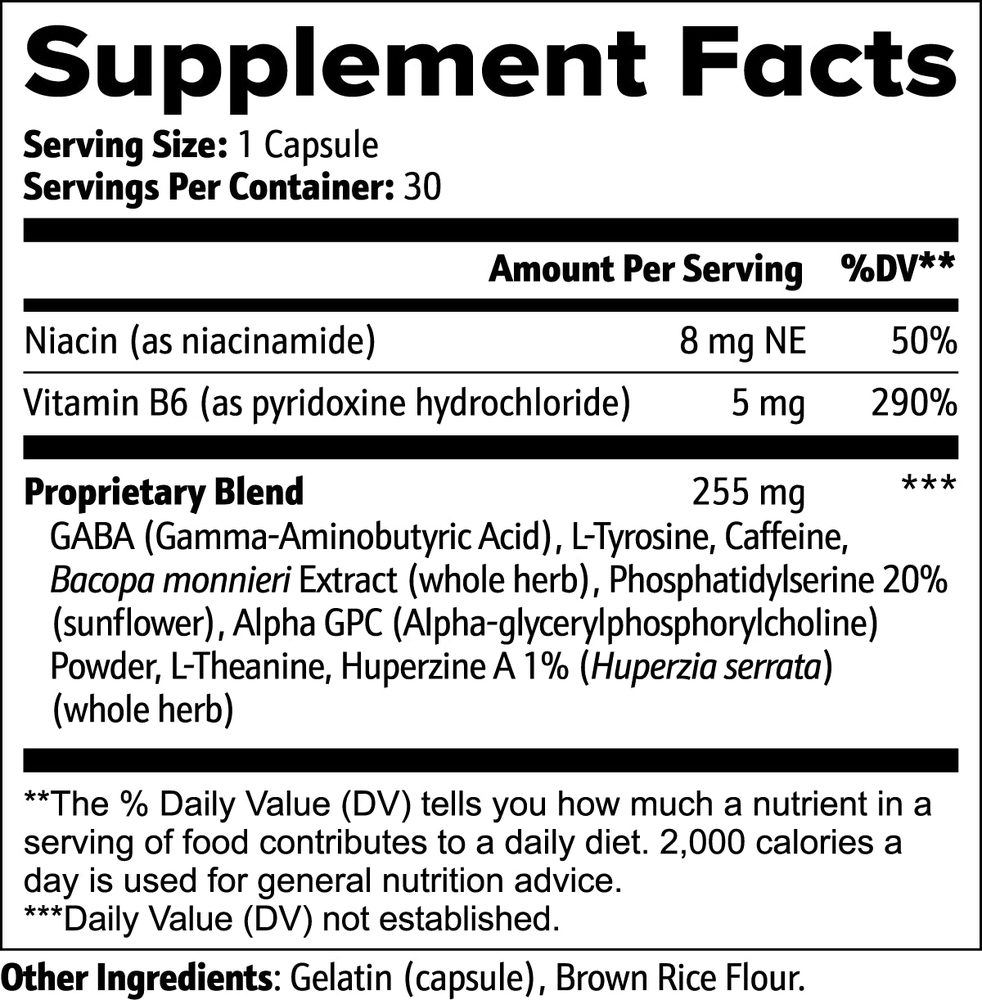 Supplement Facts
Serving Size: 1 Capsule
Servings Per Container: 30
Amount Per Serving %DV**
Niacin (as niacinamide) 8 mg NE 50%
Vitamin B6 (as pyridoxine hydrochloride) 5 mg 290%
Proprietary Blend 255 mg ***
GABA (Gamma-Aminobutyric Acid), L-Tyrosine, Caffeine,
Bacopa monnieri Extract (whole herb), Phosphatidylserine 20%
(sunflower), Alpha GPC (Alpha-glycerylphosphorylcholine)
Powder, L-Theanine, Huperzine A 1% (Huperzia serrata)
(whole herb)
**The % Daily Value (DV) tells you how much a nutrient in a
serving of food contributes to a daily diet. 2,000 calories a
day is used for general nutrition advice.
***Daily Value (DV) not established.
Other Ingredients: Gelatin (capsule), Brown Rice Flour.